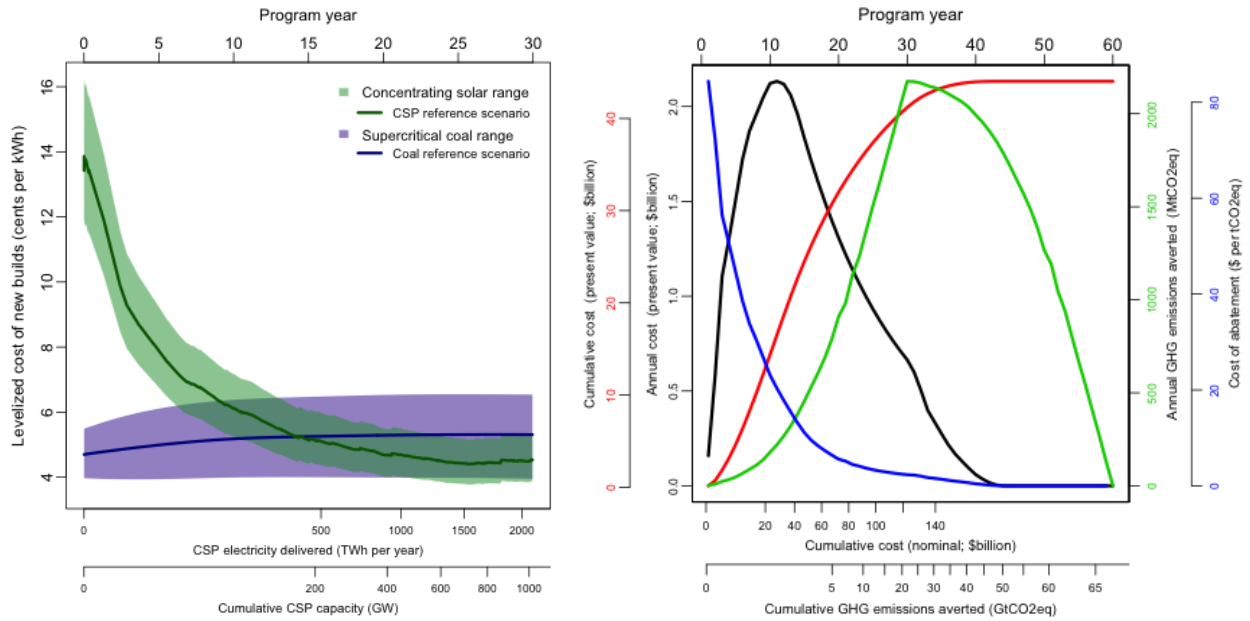 Program year
0 5 10 15 20 25 30
Levelized cost of new builds (cents per kWh)
16
14
12
10
8
6
4
Concentrating solar range
CSP reference scenario
Supercritical coal range
Coal reference scenario
0 500 1000 1500 2000
CSP electricity delivered (TWh per year)
0 200 400 600 800 1000
Cumulative CSP capacity (GW)
Program year
0 10 20 30 40 50 60
Cumulative cost (present value; $billion)
40
30
20
10
0
Annual cost (present value; $billion)
2.0
1.5
1.0
0.5
0.0
2000
1500
1000
500
0
Annual GHG emissions averted (MtCO2eq)
80
60
40
20
0
Cost of abatement ($ per tCO2eq)
0 20 40 60 80 100 140
Cumulative cost (nominal; $billion)
0 5 10 15 20 25 30 40 50 60 65
Cumulative GHG emissions averted (GtCO2eq)